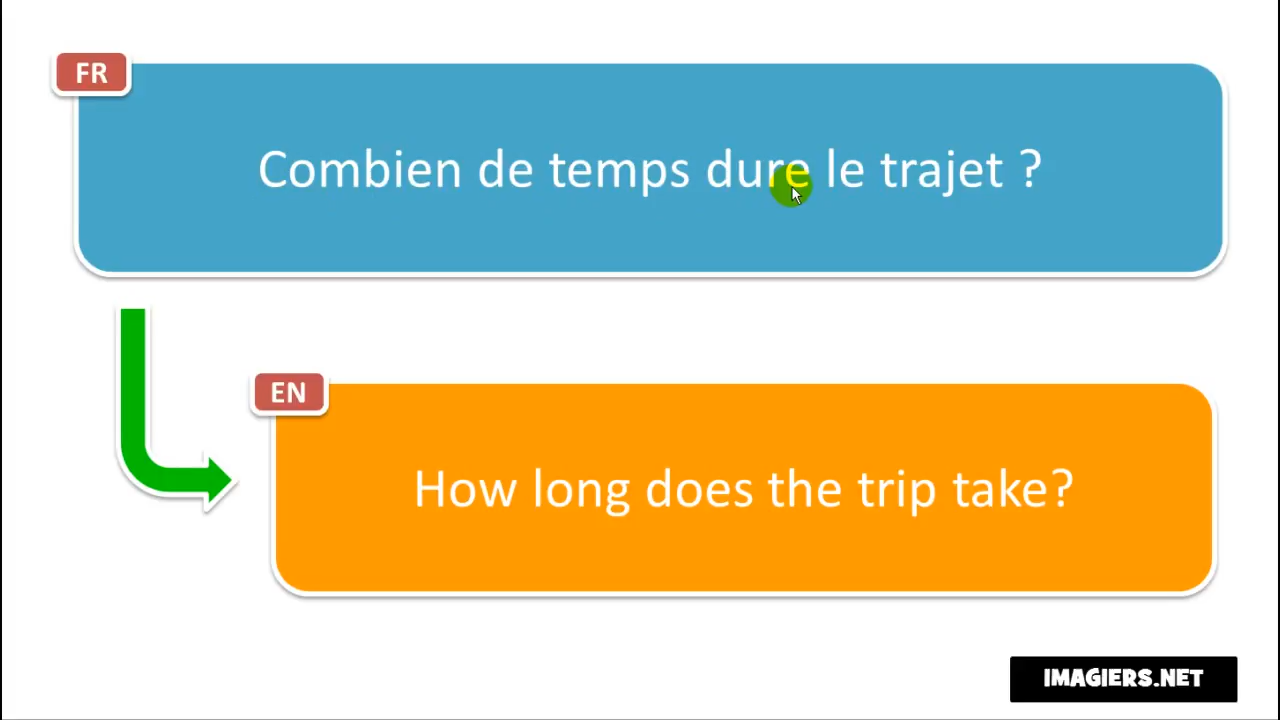 FR
Combien de temps dure le trajet ?
EN
How long does the trip take?
IMAGIERS.NET